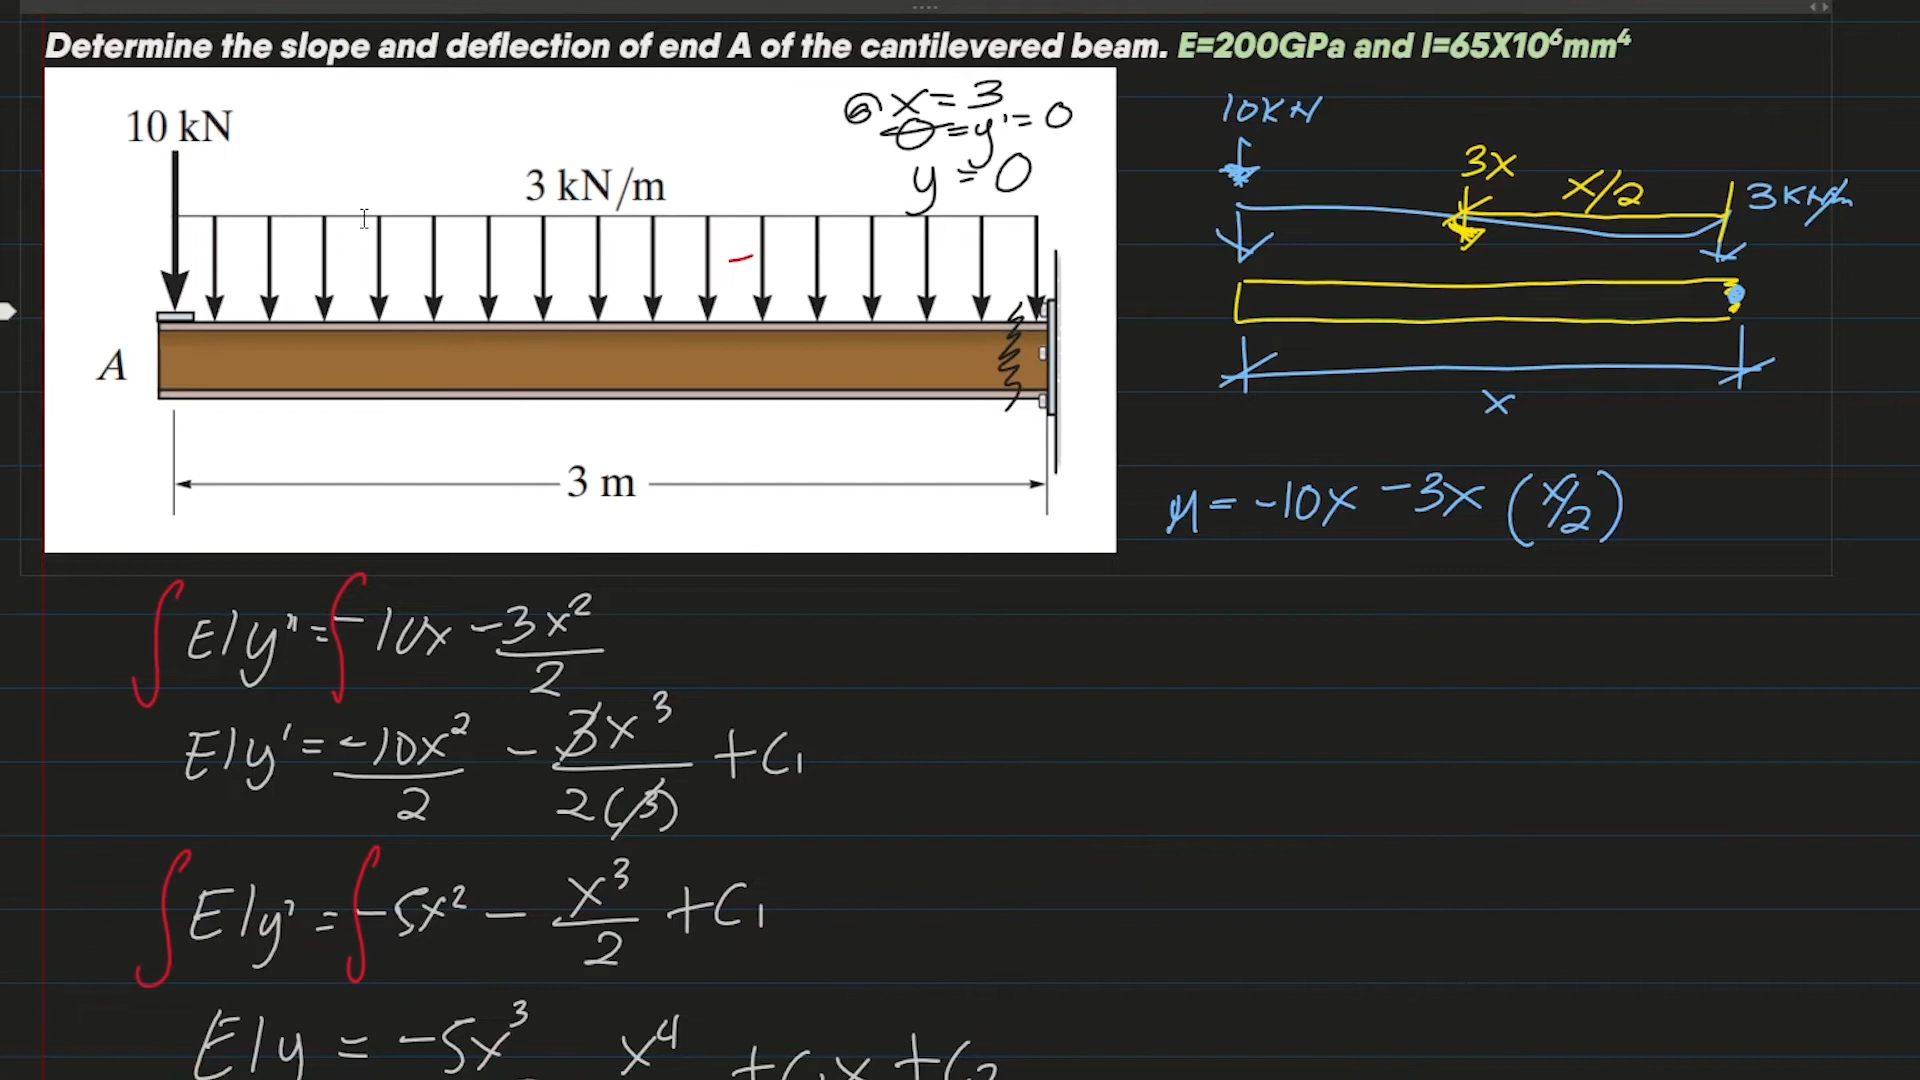 Determine the slope and deflection of end A of the cantilevered beam. E=200GPa and I=65X10⁶mm⁴
10 kN
3 kN/m
@ x = 3
0 = y' = 0
y = 0
A
3 m
10KN
3x
x/2
3KN/m
x
M = -10x - 3x (x/2)
∫ EIy" = ∫ -10x - 3x²/2
EIy' = -10x²/2 - 3x³/2(3) + C₁
∫ EIy' = ∫ -5x² - x³/2 + C₁
EIy = -5x³ x⁴ + C₁x + C₂